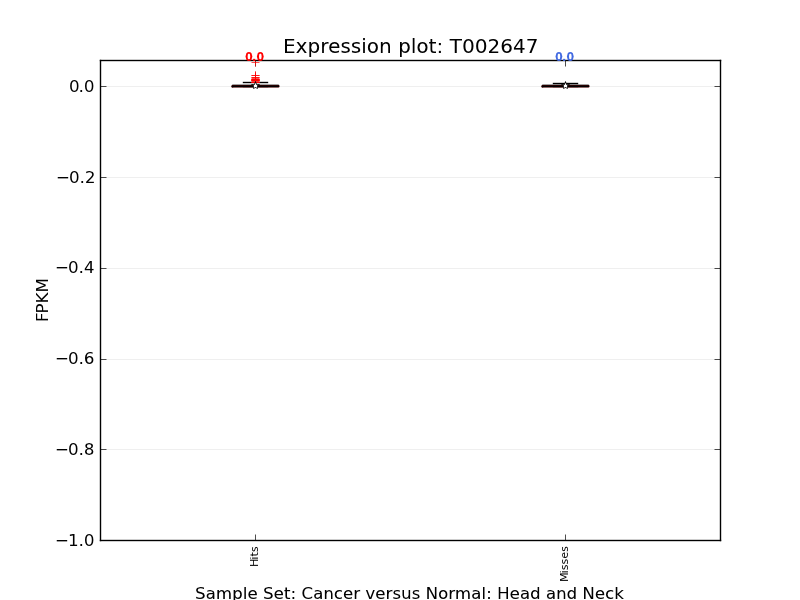 Expression plot: T002647
0.0 0.0
0.0
−0.2
−0.4
−0.6
−0.8
−1.0
FPKM
Hits
Misses
Sample Set: Cancer versus Normal: Head and Neck